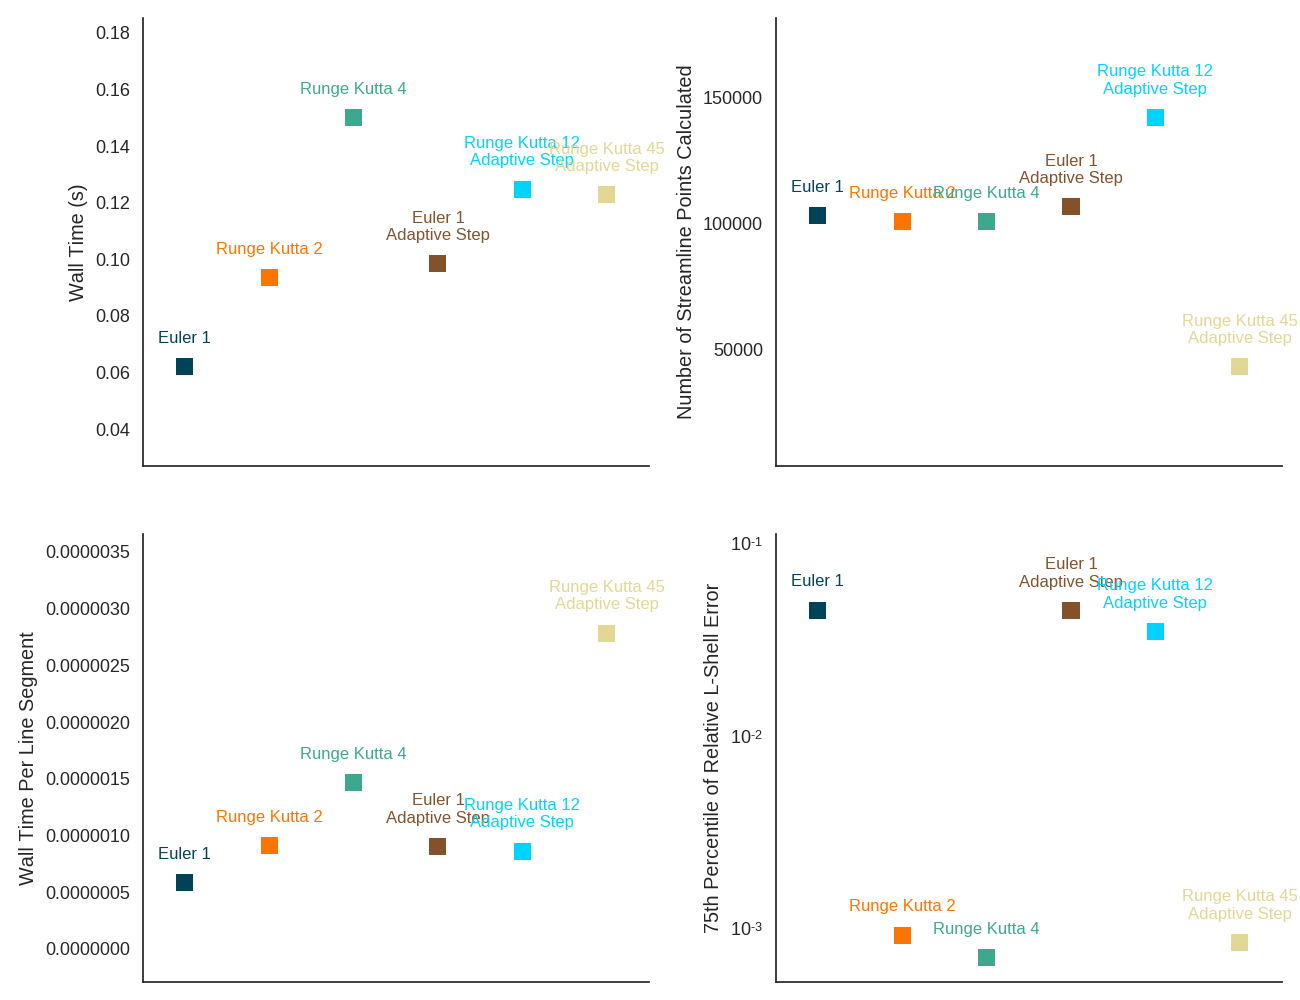 0.18
0.16
0.14
0.12
0.10
0.08
0.06
0.04
Wall Time (s)
Euler 1
Runge Kutta 2
Runge Kutta 4
Euler 1
Adaptive Step
Runge Kutta 12
Adaptive Step
Runge Kutta 45
Adaptive Step
150000
100000
50000
Number of Streamline Points Calculated
Euler 1
Runge Kutta 2
Runge Kutta 4
Euler 1
Adaptive Step
Runge Kutta 12
Adaptive Step
Runge Kutta 45
Adaptive Step
0.0000035
0.0000030
0.0000025
0.0000020
0.0000015
0.0000010
0.0000005
0.0000000
Wall Time Per Line Segment
Euler 1
Runge Kutta 2
Runge Kutta 4
Euler 1
Adaptive Step
Runge Kutta 12
Adaptive Step
Runge Kutta 45
Adaptive Step
10⁻¹
10⁻²
10⁻³
75th Percentile of Relative L-Shell Error
Euler 1
Runge Kutta 2
Runge Kutta 4
Euler 1
Adaptive Step
Runge Kutta 12
Adaptive Step
Runge Kutta 45
Adaptive Step